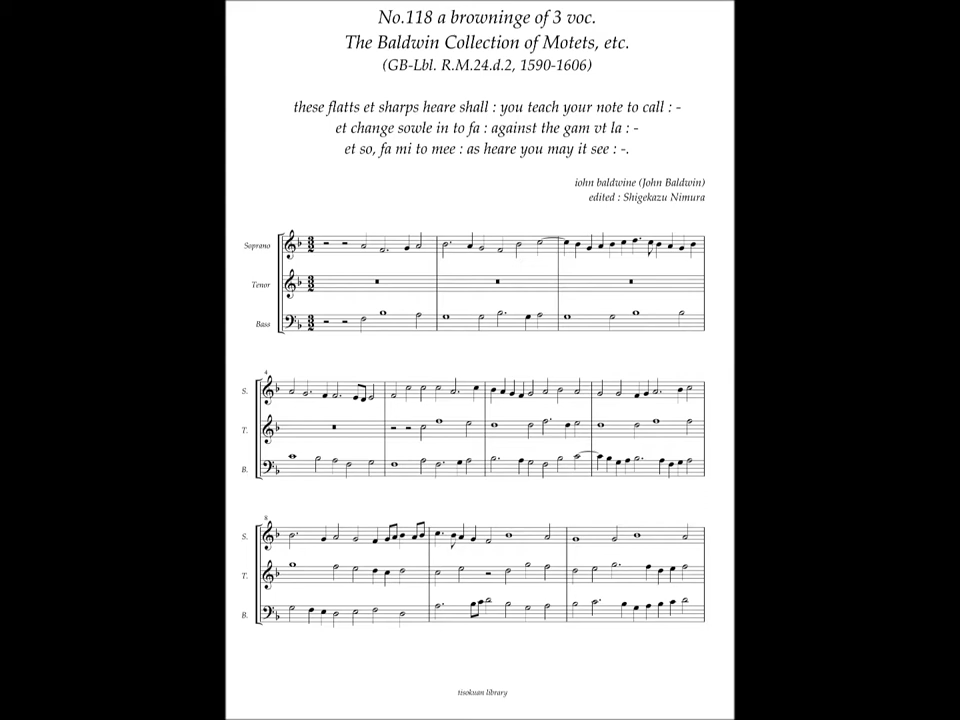 No.118 a browninge of 3 voc.
The Baldwin Collection of Motets, etc.
(GB-Lbl. R.M.24.d.2, 1590-1606)
these flatts et sharps heare shall : you teach your note to call : -
et change sowle in to fa : against the gam vt la : -
et so, fa mi to mee : as heare you may it see : -.
iohn baldwine (John Baldwin)
edited : Shigekazu Nimura
Soprano
Tenor
Bass
4
S.
T.
B.
8
S.
T.
B.
tisokuan library